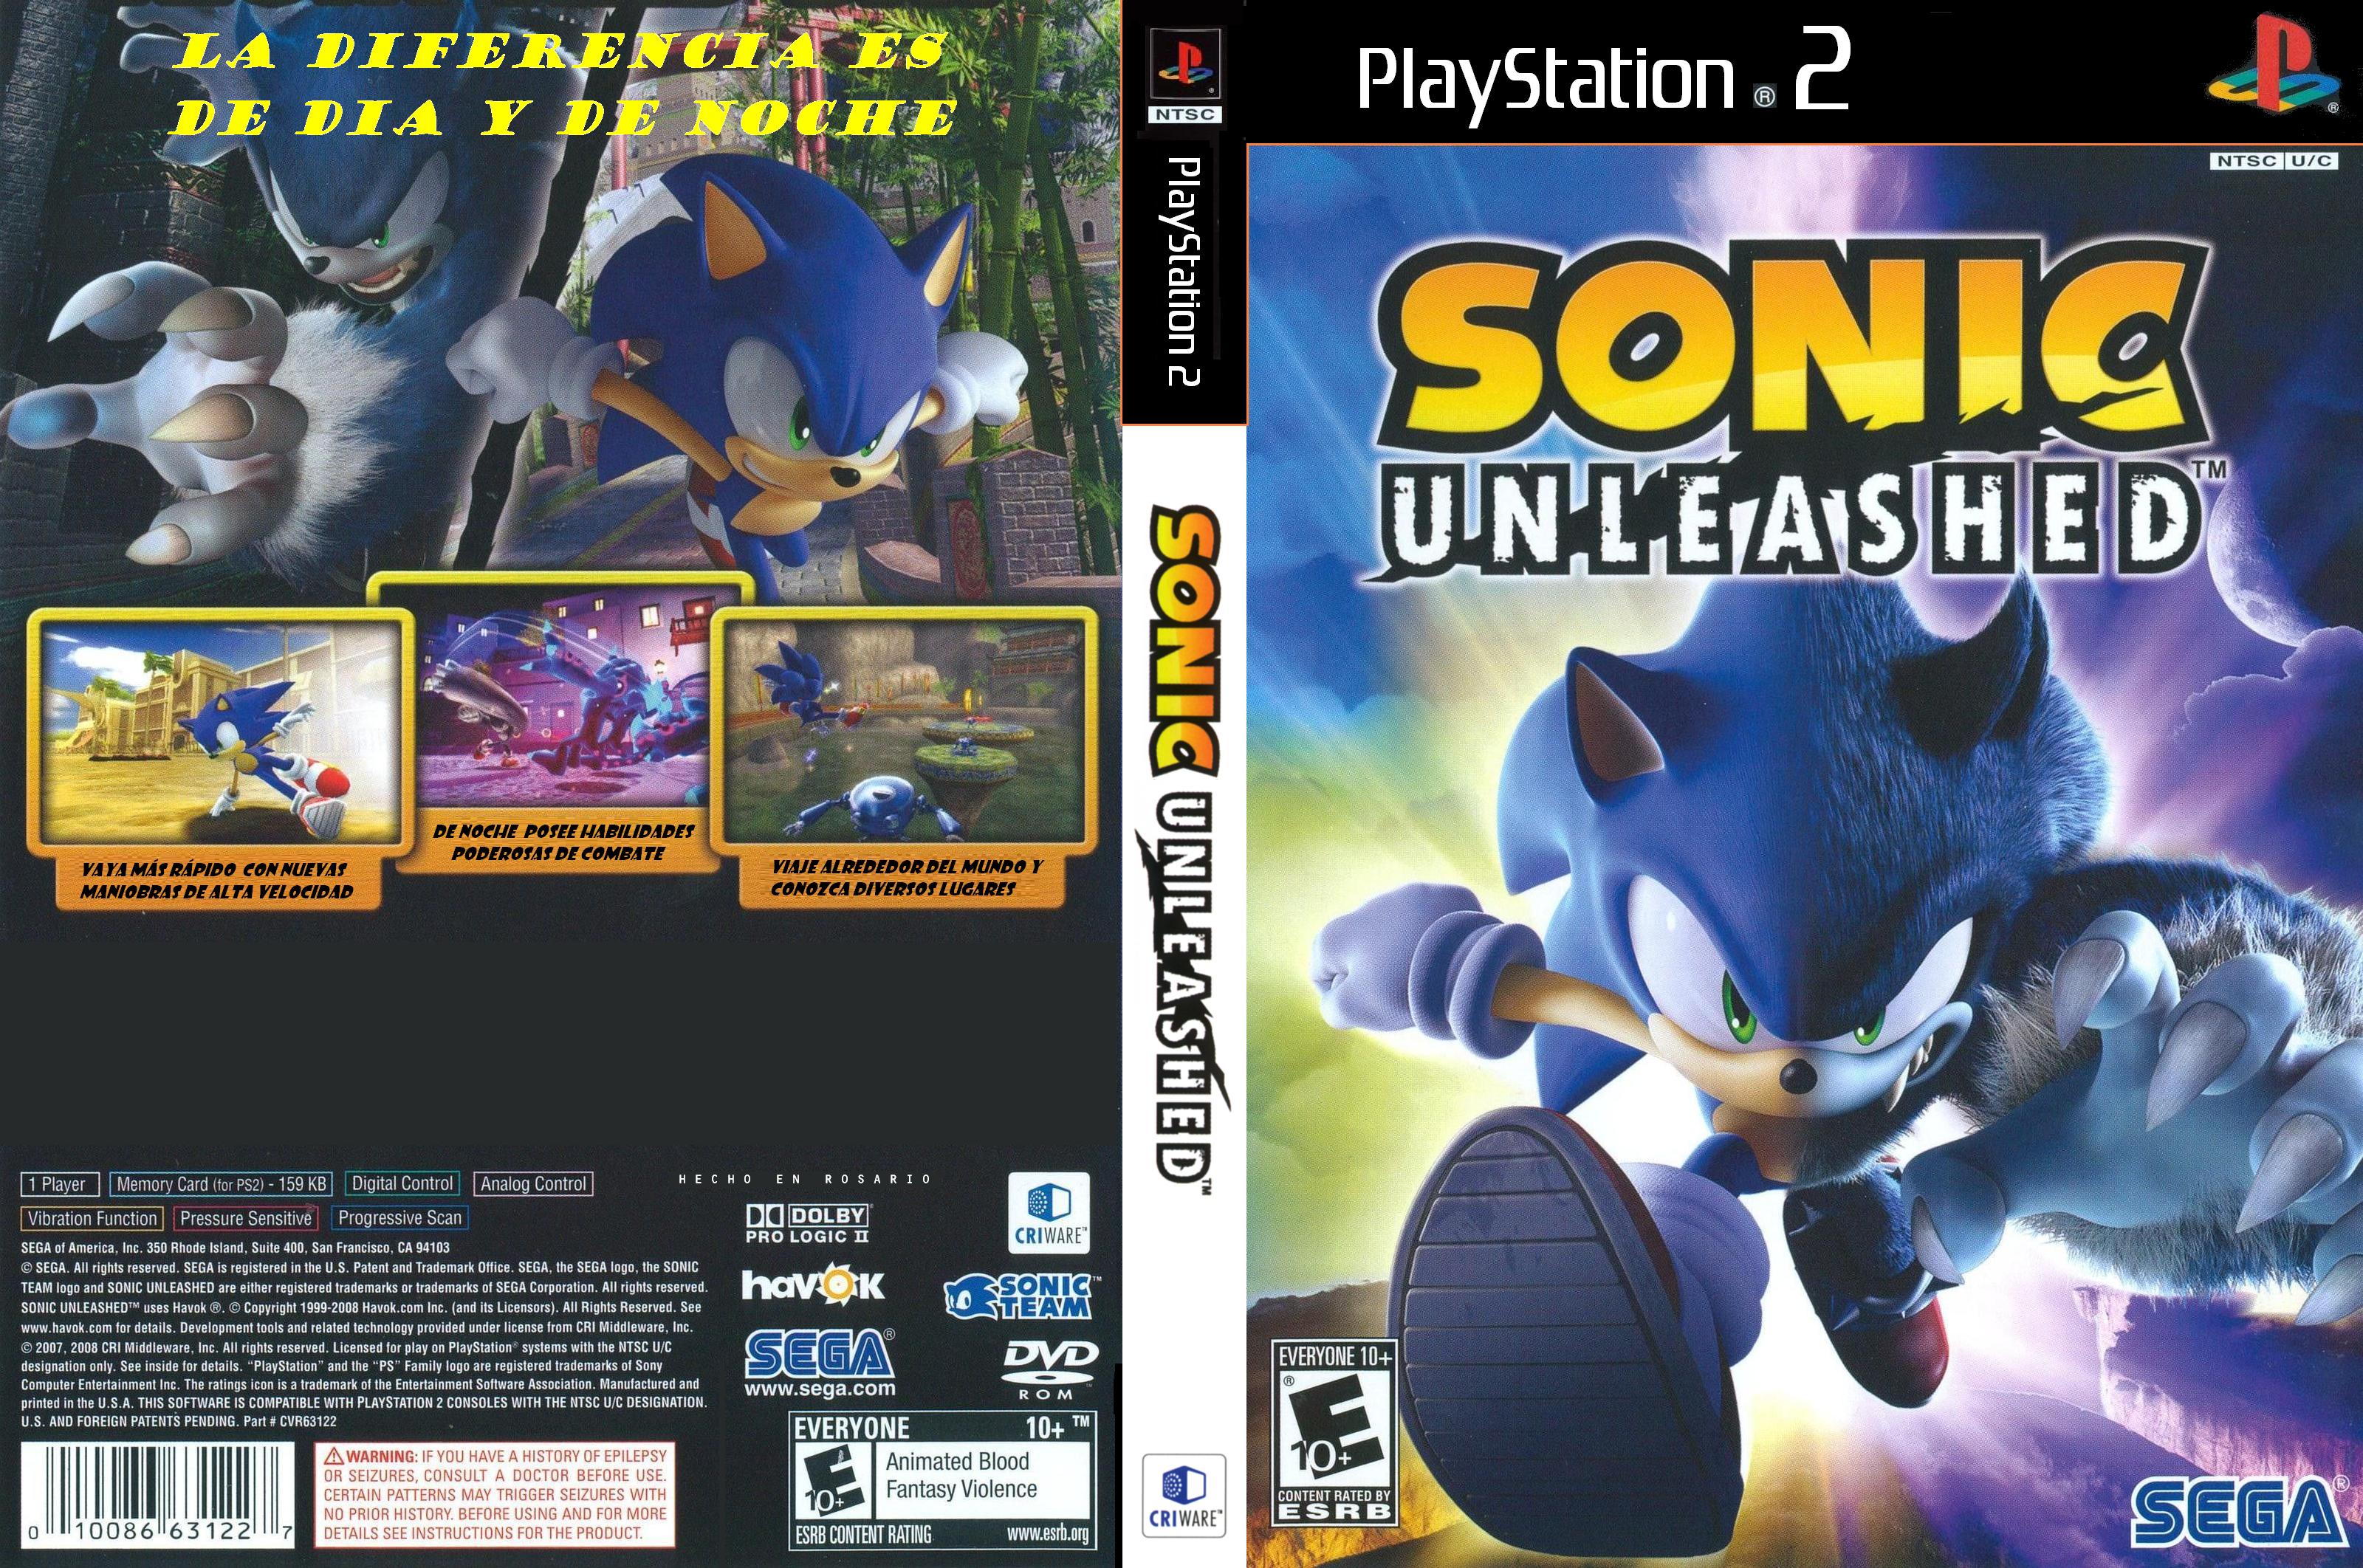 LA DIFERENCIA ES
DE DIA Y DE NOCHE
VAYA MÁS RÁPIDO CON NUEVAS
MANIOBRAS DE ALTA VELOCIDAD
DE NOCHE POSEE HABILIDADES
PODEROSAS DE COMBATE
VIAJE ALREDEDOR DEL MUNDO Y
CONOZCA DIVERSOS LUGARES
1 Player
Memory Card (for PS2) - 159 KB
Digital Control
Analog Control
Vibration Function
Pressure Sensitive
Progressive Scan
SEGA of America, Inc. 350 Rhode Island, Suite 400, San Francisco, CA 94103
© SEGA. All rights reserved. SEGA is registered in the U.S. Patent and Trademark Office. SEGA, the SEGA logo, the SONIC
TEAM logo and SONIC UNLEASHED are either registered trademarks or trademarks of SEGA Corporation. All rights reserved.
SONIC UNLEASHED™ uses Havok ®. © Copyright 1999-2008 Havok.com Inc. (and its Licensors). All Rights Reserved. See
www.havok.com for details. Development tools and related technology provided under license from CRI Middleware, Inc.
© 2007, 2008 CRI Middleware, Inc. All rights reserved. Licensed for play on PlayStation® systems with the NTSC U/C
designation only. See inside for details. "PlayStation" and the "PS" Family logo are registered trademarks of Sony
Computer Entertainment Inc. The ratings icon is a trademark of the Entertainment Software Association. Manufactured and
printed in the U.S.A. THIS SOFTWARE IS COMPATIBLE WITH PLAYSTATION 2 CONSOLES WITH THE NTSC U/C DESIGNATION.
U.S. AND FOREIGN PATENTS PENDING. Part # CVR63122
0 10086 63122 7
WARNING: IF YOU HAVE A HISTORY OF EPILEPSY
OR SEIZURES, CONSULT A DOCTOR BEFORE USE.
CERTAIN PATTERNS MAY TRIGGER SEIZURES WITH
NO PRIOR HISTORY. BEFORE USING AND FOR MORE
DETAILS SEE INSTRUCTIONS FOR THE PRODUCT.
HECHO EN ROSARIO
DOLBY
PRO LOGIC II
CRIWARE™
havok
SONIC
TEAM™
SEGA®
www.sega.com
DVD
ROM
EVERYONE 10+™
E
10+
Animated Blood
Fantasy Violence
ESRB CONTENT RATING www.esrb.org
NTSC
PlayStation 2
SONIC UNLEASHED™
CRIWARE™
PlayStation®2
®
NTSC U/C
SONIC
UNLEASHED™
EVERYONE 10+
®
E
10+
CONTENT RATED BY
ESRB
SEGA®